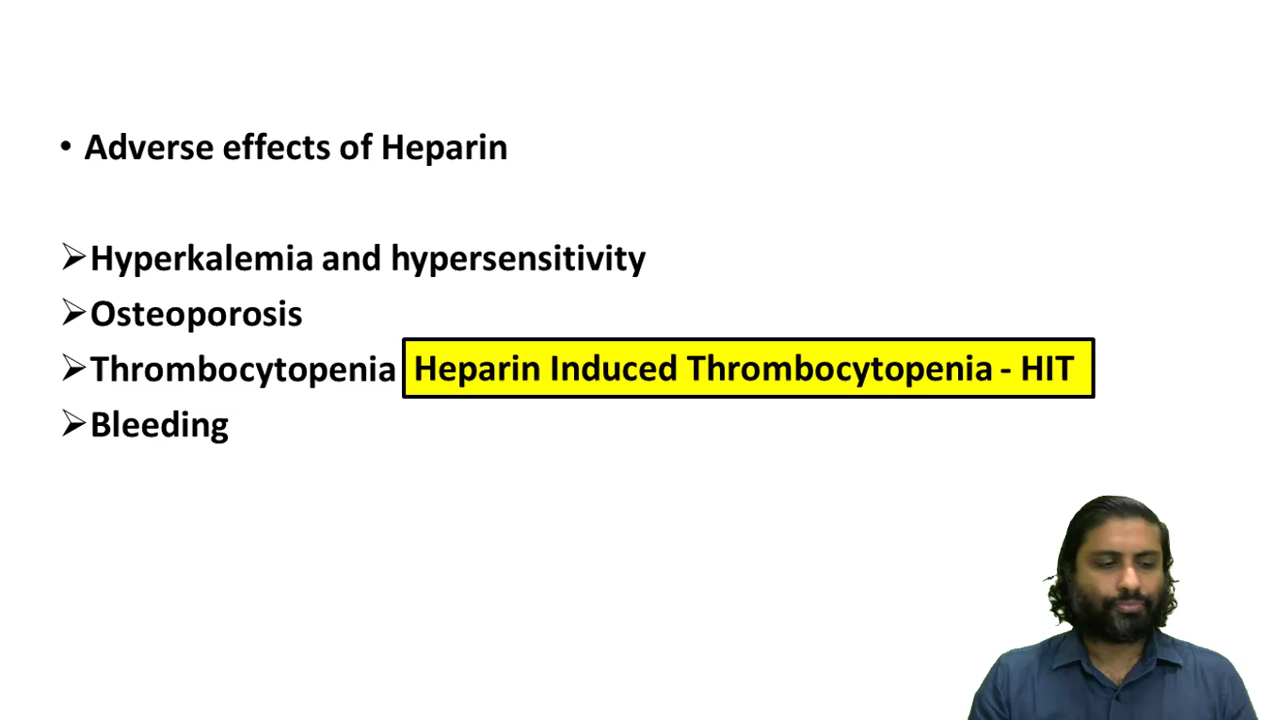 • Adverse effects of Heparin
➢Hyperkalemia and hypersensitivity
➢Osteoporosis
➢Thrombocytopenia Heparin Induced Thrombocytopenia - HIT
➢Bleeding